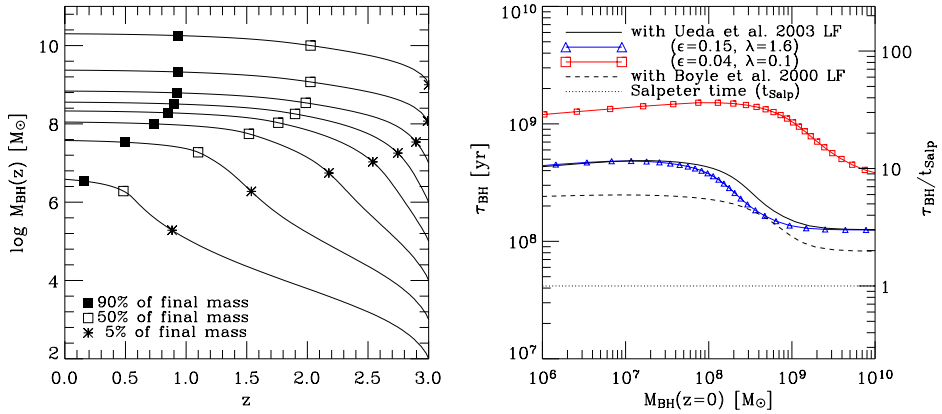 10
8
6
4
2
log M_BH(z) [M_⊙]
90% of final mass
50% of final mass
5% of final mass
0.0 0.5 1.0 1.5 2.0 2.5 3.0
z
10^10
10^9
10^8
10^7
τ_BH [yr]
with Ueda et al. 2003 LF
(ϵ=0.15, λ=1.6)
(ϵ=0.04, λ=0.1)
with Boyle et al. 2000 LF
Salpeter time (t_Salp)
100
10
1
τ_BH/t_Salp
10^6 10^7 10^8 10^9 10^10
M_BH(z=0) [M_⊙]